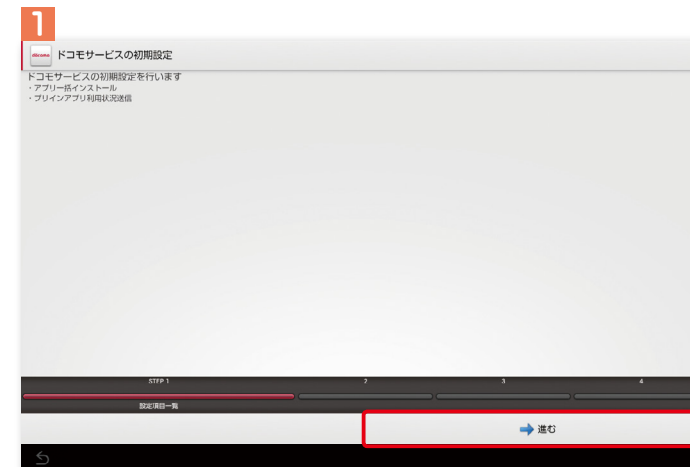 1
docomo
ドコモサービスの初期設定
ドコモサービスの初期設定を行います
・アプリ一括インストール
・プリインアプリ利用状況送信
STEP 1
2
3
4
設定項目一覧
進む